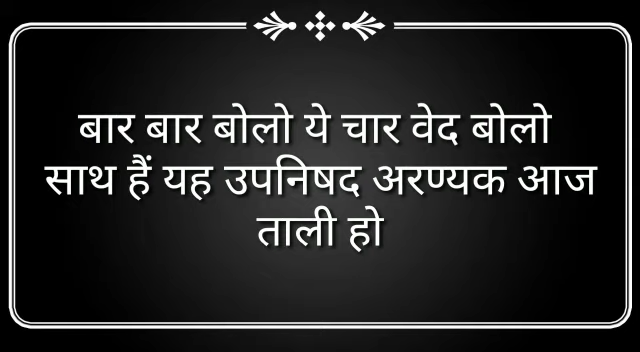 बार बार बोलो ये चार वेद बोलो
साथ हैं यह उपनिषद अरण्यक आज
ताली हो